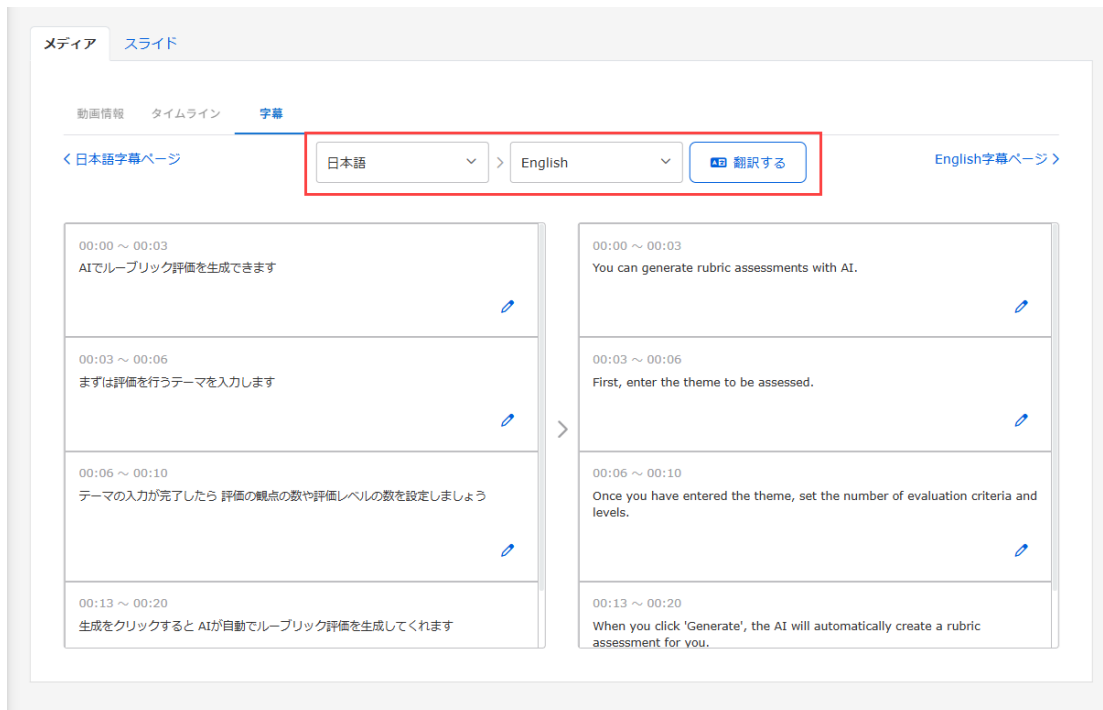 メディア
スライド
動画情報
タイムライン
字幕
日本語字幕ページ
日本語
English
翻訳する
English字幕ページ
00:00 ～ 00:03
AIでルーブリック評価を生成できます
00:03 ～ 00:06
まずは評価を行うテーマを入力します
00:06 ～ 00:10
テーマの入力が完了したら 評価の観点の数や評価レベルの数を設定しましょう
00:13 ～ 00:20
生成をクリックすると AIが自動でルーブリック評価を生成してくれます
00:00 ～ 00:03
You can generate rubric assessments with AI.
00:03 ～ 00:06
First, enter the theme to be assessed.
00:06 ～ 00:10
Once you have entered the theme, set the number of evaluation criteria and
levels.
00:13 ～ 00:20
When you click 'Generate', the AI will automatically create a rubric
assessment for you.